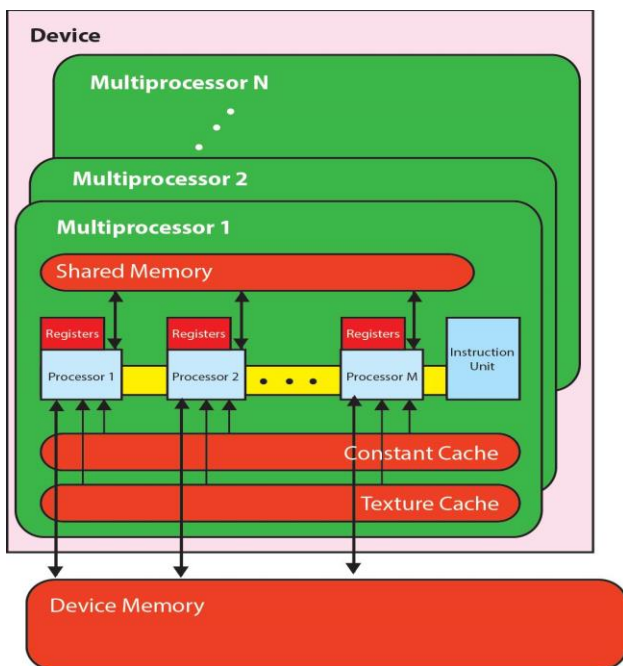 Device
Multiprocessor N
Multiprocessor 2
Multiprocessor 1
Shared Memory
Registers
Registers
Registers
Processor 1
Processor 2
Processor M
Instruction
Unit
Constant Cache
Texture Cache
Device Memory